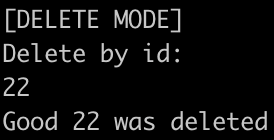 [DELETE MODE]
Delete by id:
22
Good 22 was deleted